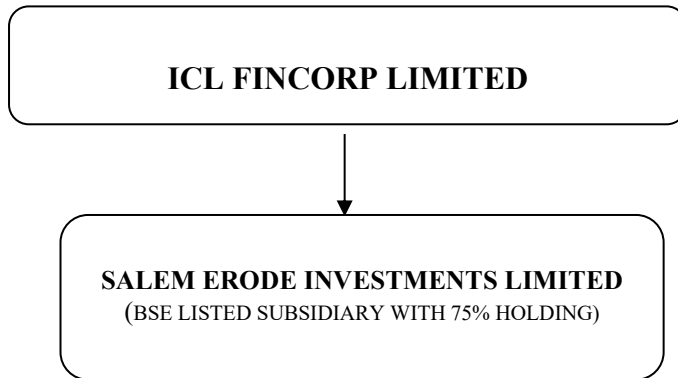 ICL FINCORP LIMITED
SALEM ERODE INVESTMENTS LIMITED
(BSE LISTED SUBSIDIARY WITH 75% HOLDING)